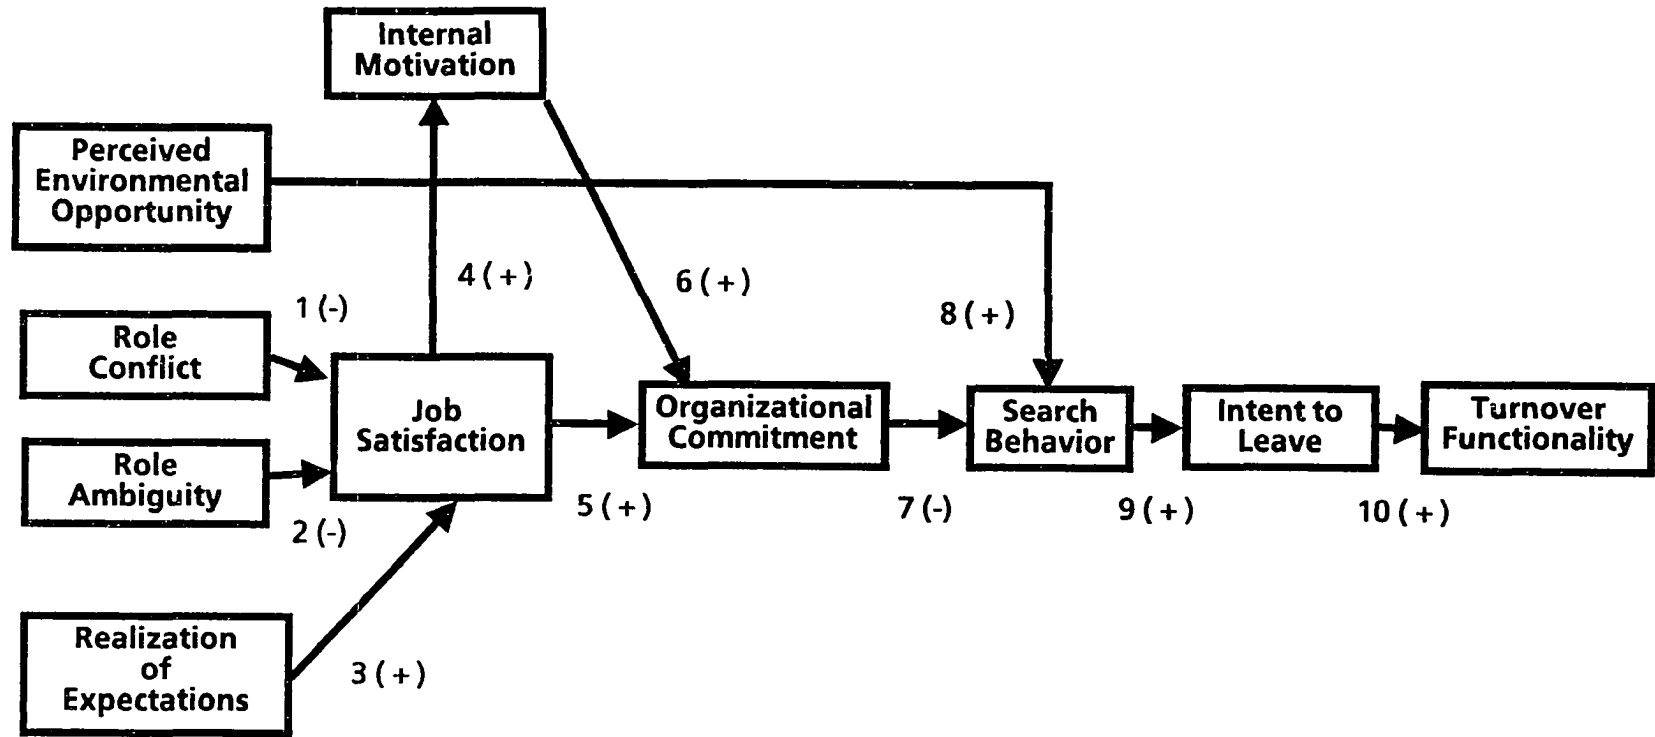 Internal
Motivation
Perceived
Environmental
Opportunity
4 ( + )
6 ( + )
1 (-)
8 ( + )
Role
Conflict
Job
Satisfaction
Organizational
Commitment
Search
Behavior
Intent to
Leave
Turnover
Functionality
Role
Ambiguity
2 (-)
5 ( + )
7 (-)
9 ( + )
10 ( + )
Realization
of
Expectations
3 ( + )